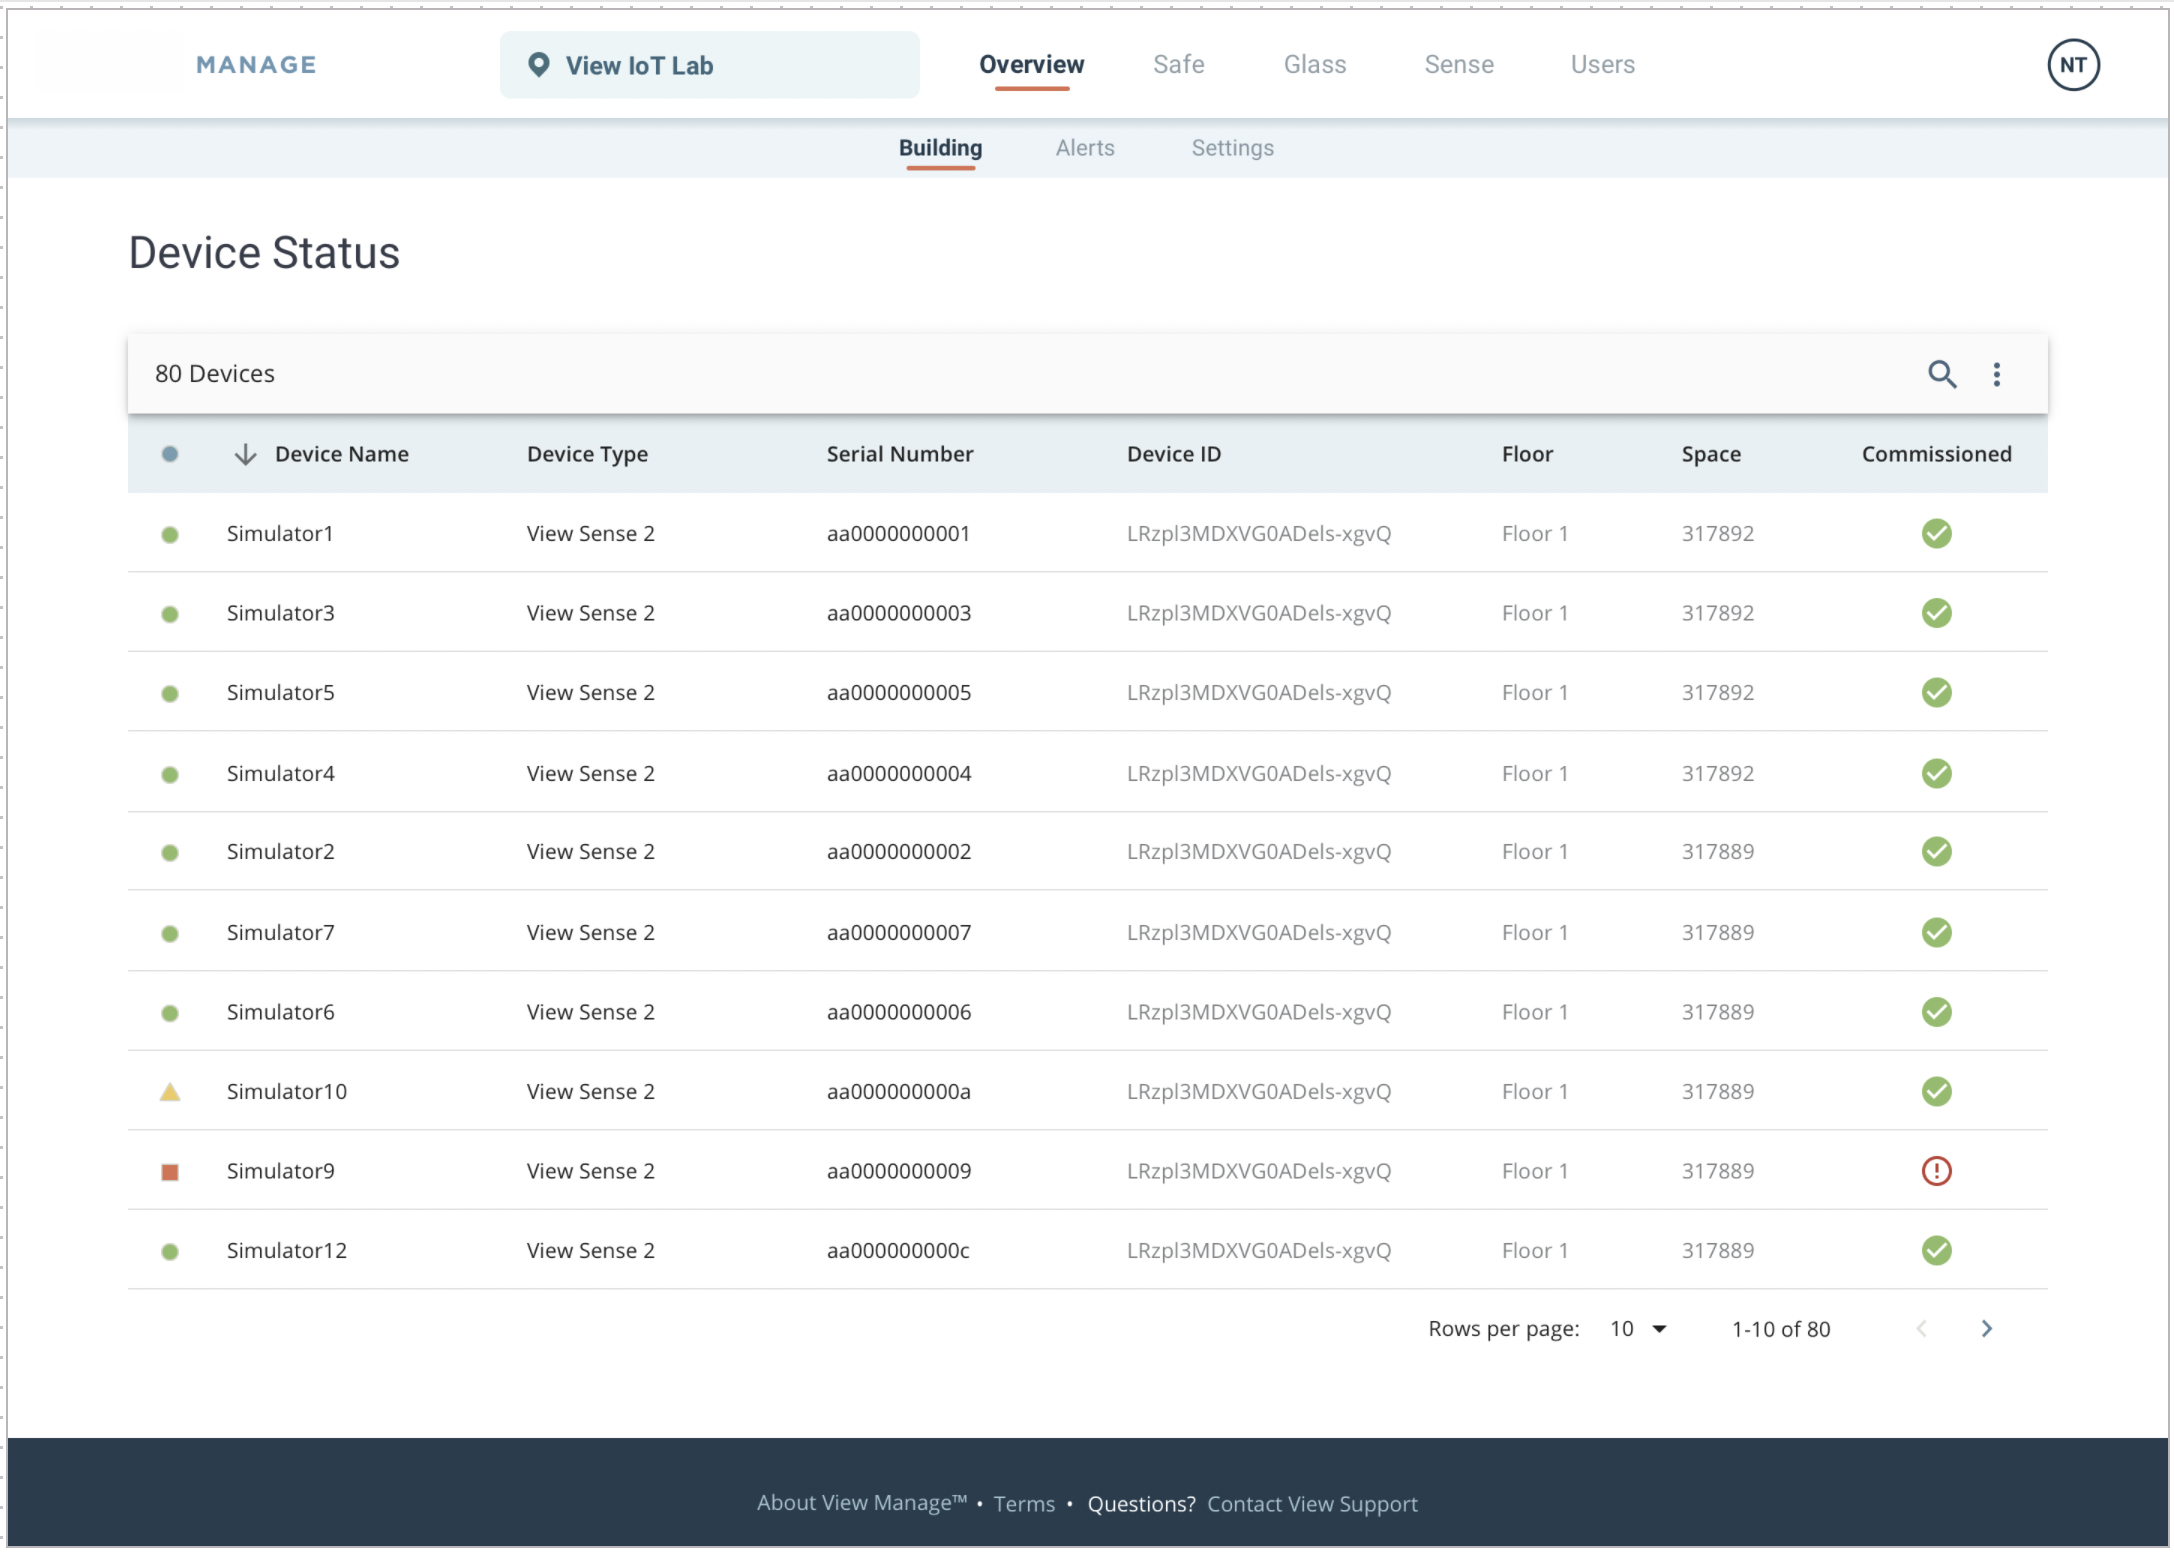 MANAGE View IoT Lab Overview Safe Glass Sense Users NT
Building Alerts Settings
Device Status
80 Devices
Device Name Device Type Serial Number Device ID Floor Space Commissioned
Simulator1 View Sense 2 aa0000000001 LRzpl3MDXVG0ADels-xgvQ Floor 1 317892
Simulator3 View Sense 2 aa0000000003 LRzpl3MDXVG0ADels-xgvQ Floor 1 317892
Simulator5 View Sense 2 aa0000000005 LRzpl3MDXVG0ADels-xgvQ Floor 1 317892
Simulator4 View Sense 2 aa0000000004 LRzpl3MDXVG0ADels-xgvQ Floor 1 317892
Simulator2 View Sense 2 aa0000000002 LRzpl3MDXVG0ADels-xgvQ Floor 1 317889
Simulator7 View Sense 2 aa0000000007 LRzpl3MDXVG0ADels-xgvQ Floor 1 317889
Simulator6 View Sense 2 aa0000000006 LRzpl3MDXVG0ADels-xgvQ Floor 1 317889
Simulator10 View Sense 2 aa000000000a LRzpl3MDXVG0ADels-xgvQ Floor 1 317889
Simulator9 View Sense 2 aa0000000009 LRzpl3MDXVG0ADels-xgvQ Floor 1 317889
Simulator12 View Sense 2 aa000000000c LRzpl3MDXVG0ADels-xgvQ Floor 1 317889
Rows per page: 10 1-10 of 80
About View Manage™ • Terms • Questions? Contact View Support